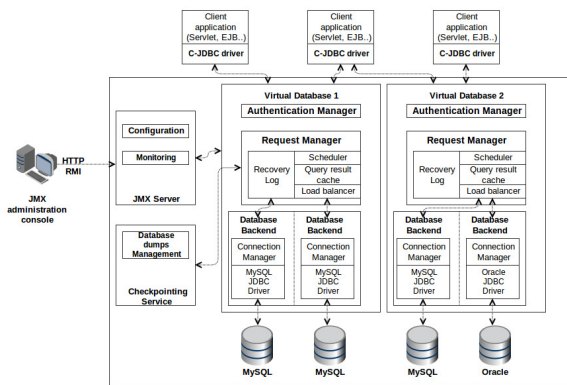 Client
application
(Servlet, EJB..)
C-JDBC driver
Client
application
(Servlet, EJB..)
C-JDBC driver
Client
application
(Servlet, EJB..)
C-JDBC driver
HTTP
RMI
JMX
administration
console
Configuration
Monitoring
JMX Server
Database
dumps
Management
Checkpointing
Service
Virtual Database 1
Authentication Manager
Request Manager
Recovery
Log
Scheduler
Query result
cache
Load balancer
Database
Backend
Connection
Manager
MySQL
JDBC
Driver
Database
Backend
Connection
Manager
MySQL
JDBC
Driver
MySQL
MySQL
Virtual Database 2
Authentication Manager
Request Manager
Recovery
Log
Scheduler
Query result
cache
Load balancer
Database
Backend
Connection
Manager
MySQL
JDBC
Driver
Database
Backend
Connection
Manager
Oracle
JDBC
Driver
MySQL
Oracle